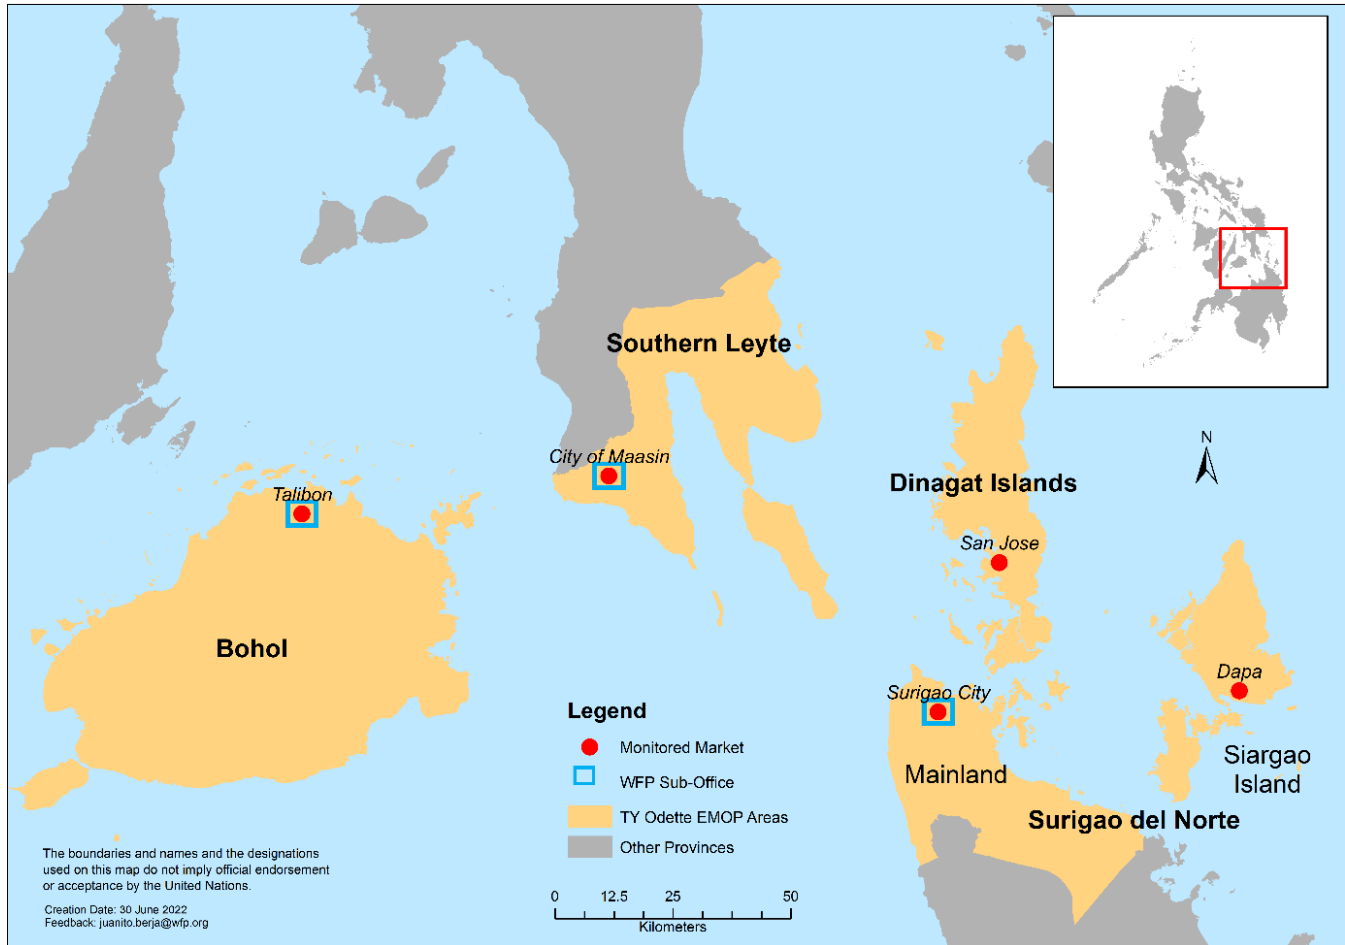 Southern Leyte
City of Maasin
N
Dinagat Islands
Talibon
San Jose
Bohol
Dapa
Surigao City
Legend
Monitored Market
WFP Sub-Office
TY Odette EMOP Areas
Other Provinces
Mainland
Siargao
Island
Surigao del Norte
The boundaries and names and the designations
used on this map do not imply official endorsement
or acceptance by the United Nations.
Creation Date: 30 June 2022
Feedback: juanito.berja@wfp.org
0 12.5 25 50
Kilometers